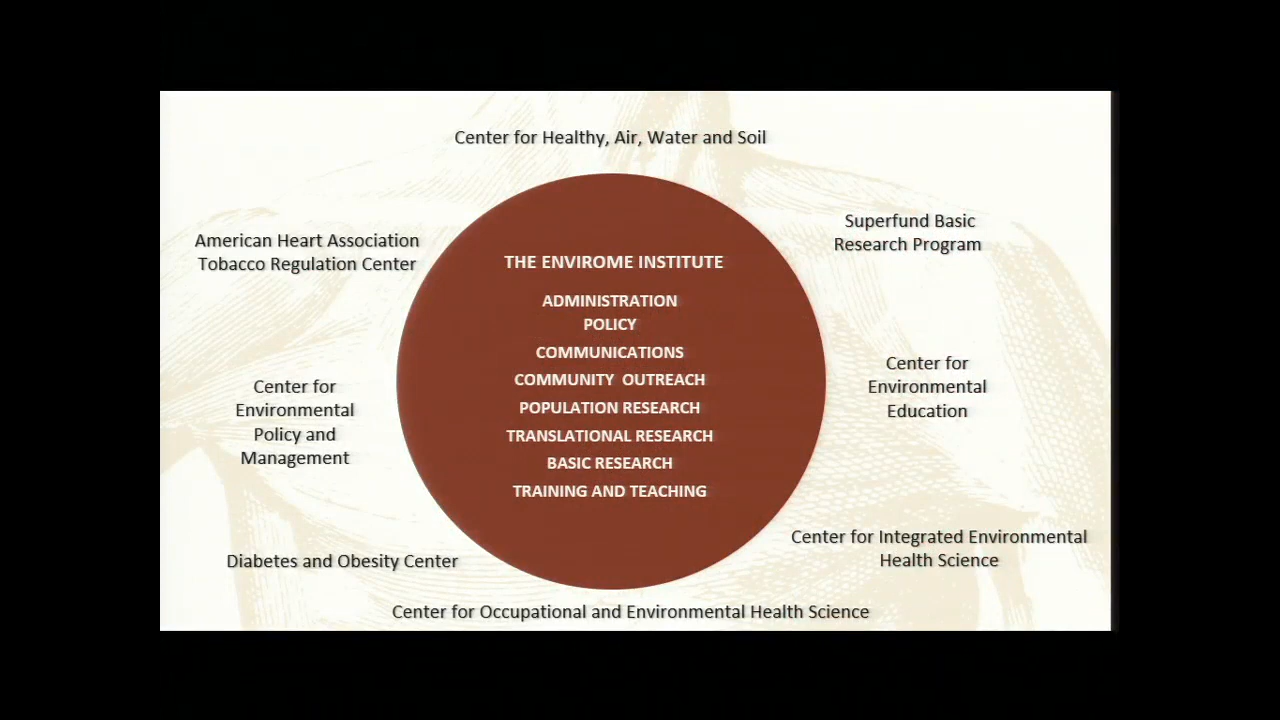 Center for Healthy, Air, Water and Soil
Superfund Basic
Research Program
American Heart Association
Tobacco Regulation Center
THE ENVIROME INSTITUTE
ADMINISTRATION
POLICY
COMMUNICATIONS
COMMUNITY OUTREACH
POPULATION RESEARCH
TRANSLATIONAL RESEARCH
BASIC RESEARCH
TRAINING AND TEACHING
Center for
Environmental
Education
Center for
Environmental
Policy and
Management
Center for Integrated Environmental
Health Science
Diabetes and Obesity Center
Center for Occupational and Environmental Health Science